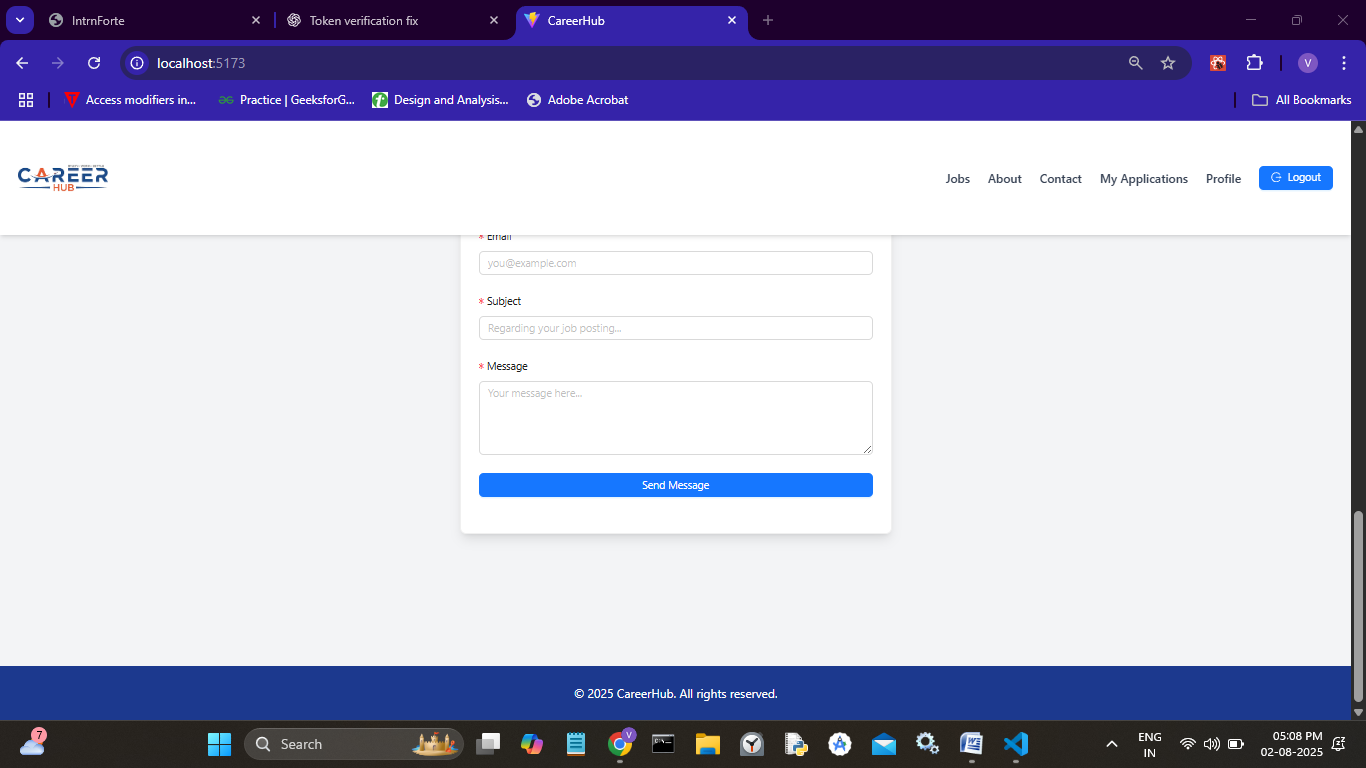 IntrnForte
Token verification fix
CareerHub
localhost:5173
V
Access modifiers in...
Practice | GeeksforG...
Design and Analysis...
Adobe Acrobat
All Bookmarks
CAREER
HUB
Jobs
About
Contact
My Applications
Profile
Logout
* Email
you@example.com
* Subject
Regarding your job posting...
* Message
Your message here...
Send Message
© 2025 CareerHub. All rights reserved.
7
Search
V
ENG
IN
05:08 PM
02-08-2025